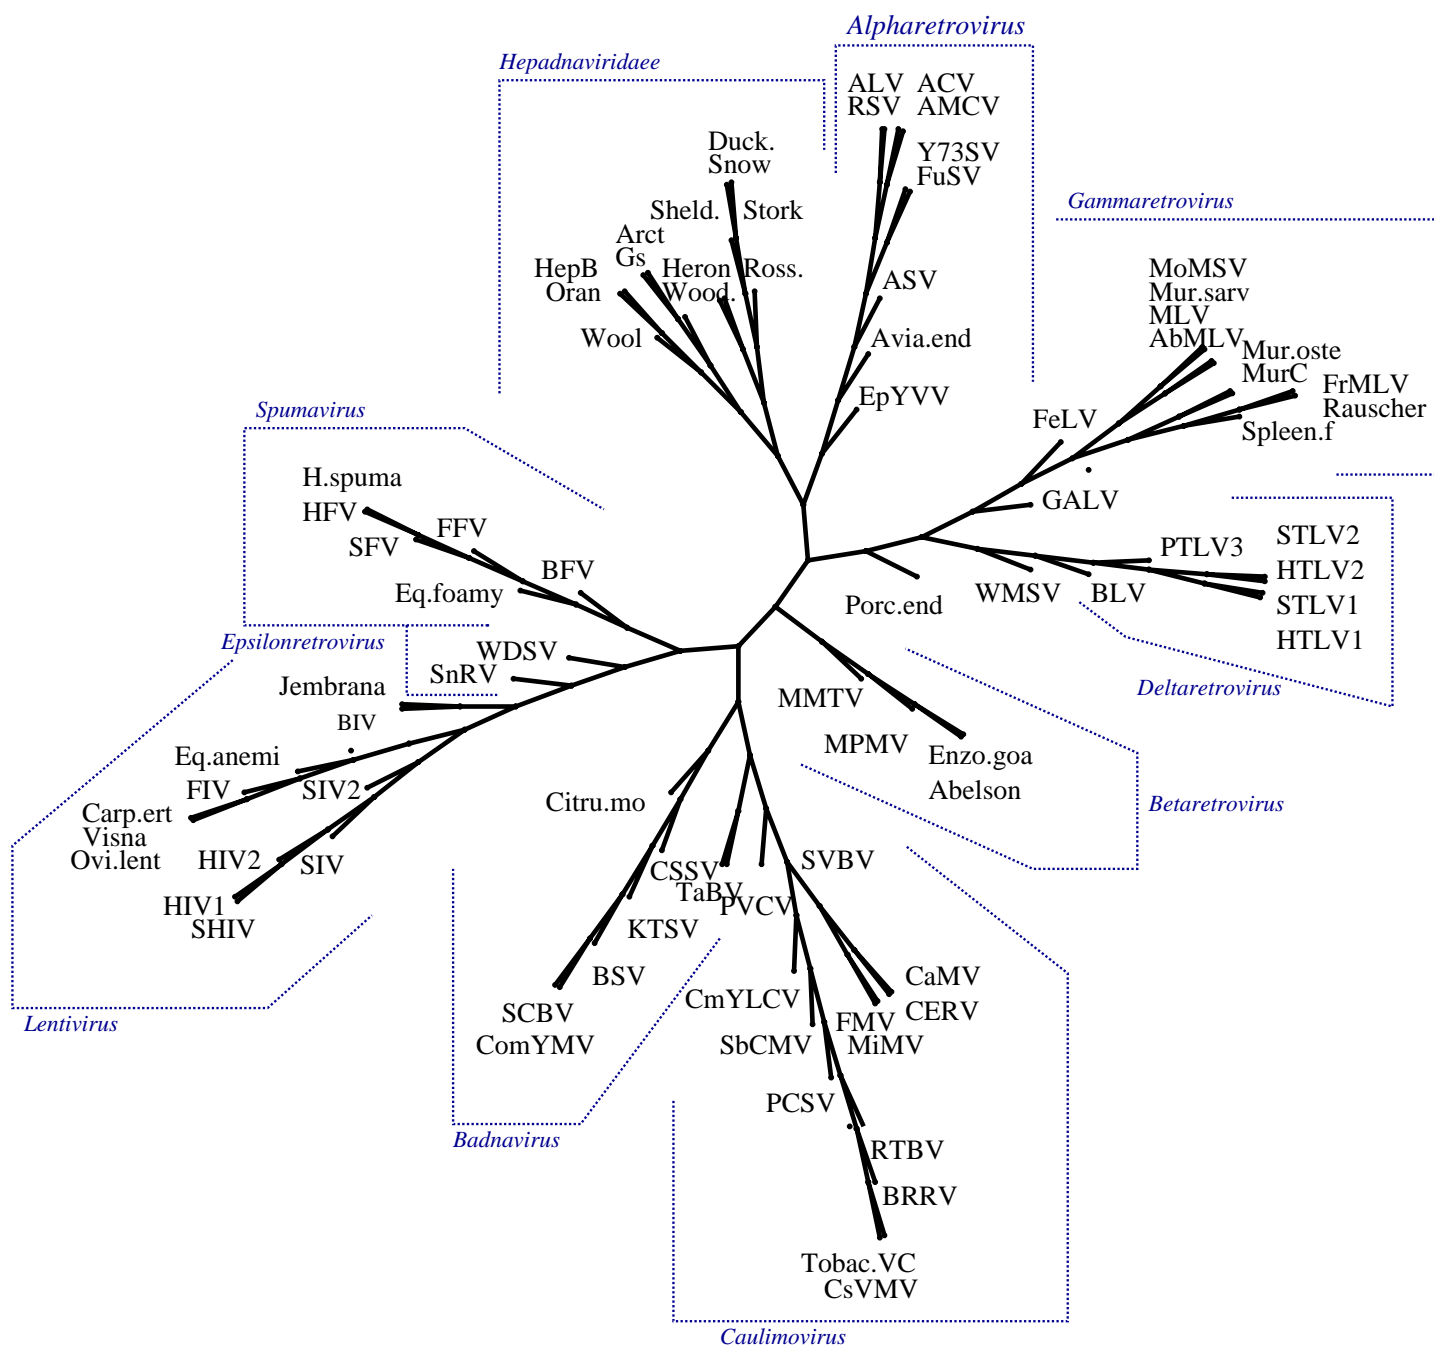 Alpharetrovirus
Hepadnaviridaee
ALV ACV
RSV AMCV
Duck.
Snow
Y73SV
FuSV
Gammaretrovirus
Sheld. Stork
Arct
Gs
HepB
Oran
Heron Ross.
Wood.
MoMSV
Mur.sarv
MLV
AbMLV
ASV
Wool
Avia.end
Mur.oste
MurC
FrMLV
Rauscher
EpYVV
Spumavirus
FeLV
Spleen.f
H.spuma
HFV
GALV
FFV
SFV
STLV2
PTLV3
BFV
HTLV2
Eq.foamy
WMSV
BLV
Porc.end
STLV1
HTLV1
Epsilonretrovirus
WDSV
SnRV
Jembrana
MMTV
Deltaretrovirus
BIV
MPMV
Eq.anemi
Enzo.goa
Abelson
FIV
SIV2
Citru.mo
Betaretrovirus
Carp.ert
Visna
Ovi.lent
HIV2
SIV
SVBV
CSSV
TaBV
PVCV
HIV1
SHIV
KTSV
BSV
CaMV
CmYLCV
CERV
SCBV
FMV
Lentivirus
ComYMV
SbCMV
MiMV
PCSV
Badnavirus
RTBV
BRRV
Tobac.VC
CsVMV
Caulimovirus